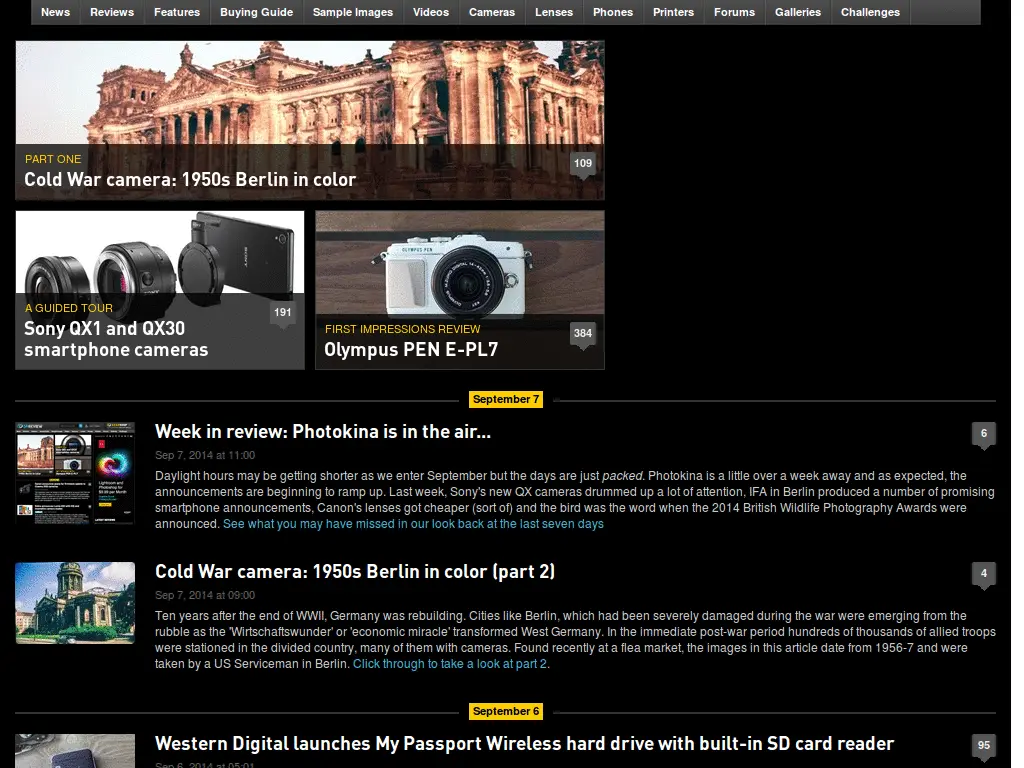 News Reviews Features Buying Guide Sample Images Videos Cameras Lenses Phones Printers Forums Galleries Challenges
PART ONE
109
Cold War camera: 1950s Berlin in color
A GUIDED TOUR
191
Sony QX1 and QX30
smartphone cameras
OLYMPUS PEN
FIRST IMPRESSIONS REVIEW
384
Olympus PEN E-PL7
September 7
Week in review: Photokina is in the air...
6
Sep 7, 2014 at 11:00
Daylight hours may be getting shorter as we enter September but the days are just packed. Photokina is a little over a week away and as expected, the
announcements are beginning to ramp up. Last week, Sony's new QX cameras drummed up a lot of attention, IFA in Berlin produced a number of promising
smartphone announcements, Canon's lenses got cheaper (sort of) and the bird was the word when the 2014 British Wildlife Photography Awards were
announced. See what you may have missed in our look back at the last seven days
Cold War camera: 1950s Berlin in color (part 2)
4
Sep 7, 2014 at 09:00
Ten years after the end of WWII, Germany was rebuilding. Cities like Berlin, which had been severely damaged during the war were emerging from the
rubble as the 'Wirtschaftswunder' or 'economic miracle' transformed West Germany. In the immediate post-war period hundreds of thousands of allied troops
were stationed in the divided country, many of them with cameras. Found recently at a flea market, the images in this article date from 1956-7 and were
taken by a US Serviceman in Berlin. Click through to take a look at part 2.
September 6
Western Digital launches My Passport Wireless hard drive with built-in SD card reader
95
Sep 6, 2014 at 05:01